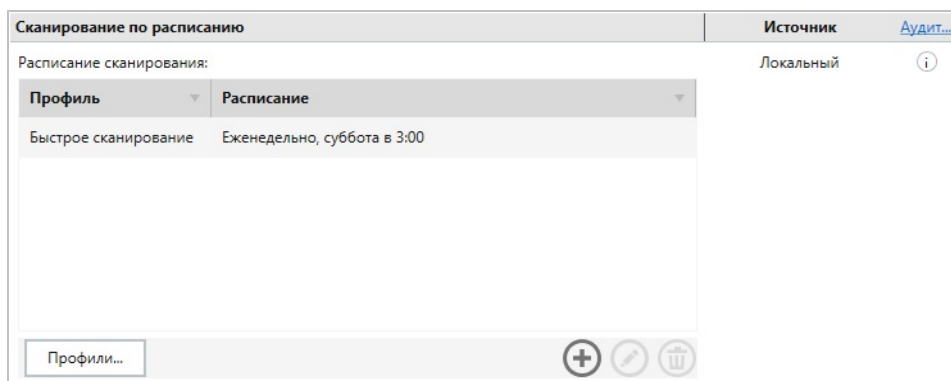 Сканирование по расписанию Источник Аудит...
Расписание сканирования: Локальный i
Профиль Расписание
Быстрое сканирование Еженедельно, суббота в 3:00
Профили...